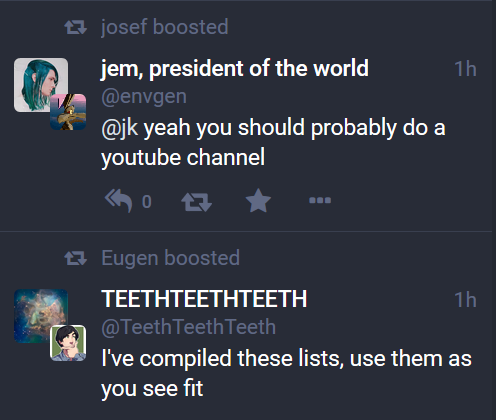 josef boosted
jem, president of the world 1h
@envgen
@jk yeah you should probably do a
youtube channel
0
Eugen boosted
TEETHTEETHTEETH 1h
@TeethTeethTeeth
I've compiled these lists, use them as
you see fit